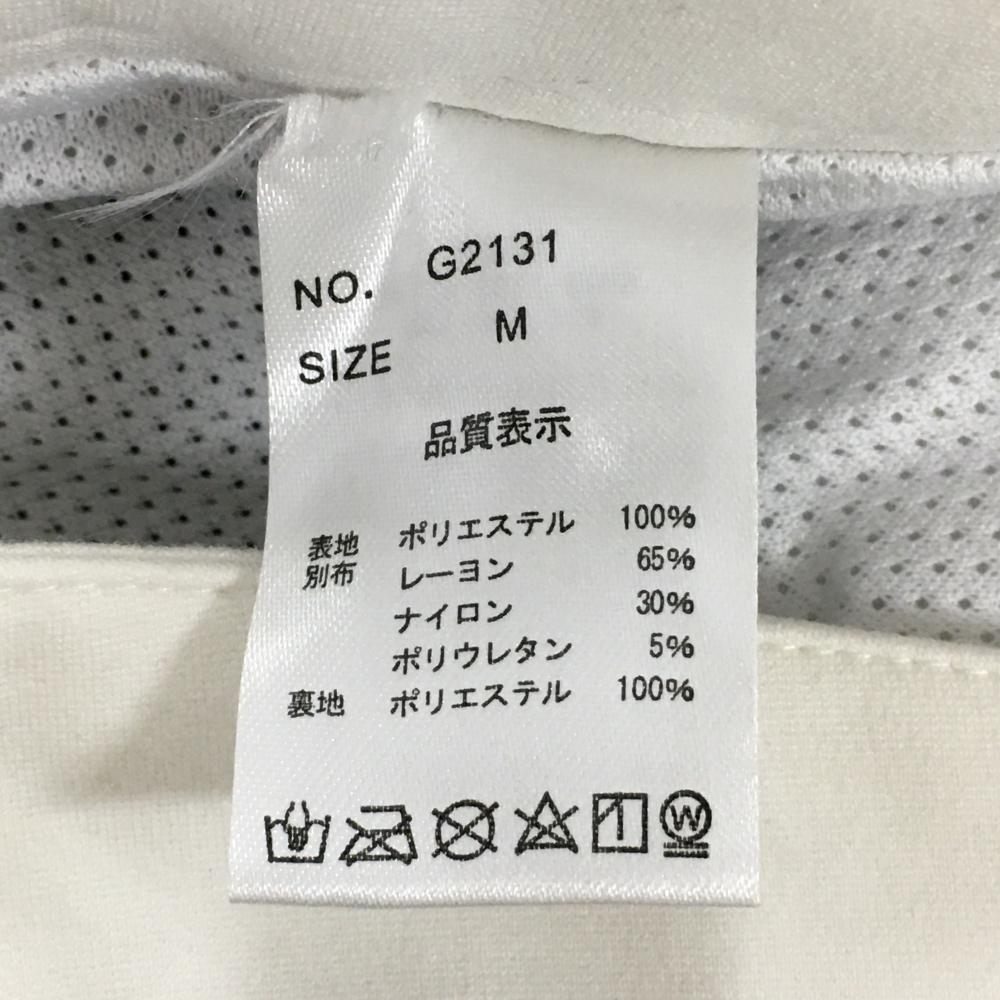 NO. G2131
SIZE M
品質表示
表地 ポリエステル 100%
別布 レーヨン 65%
ナイロン 30%
ポリウレタン 5%
裏地 ポリエステル 100%
W